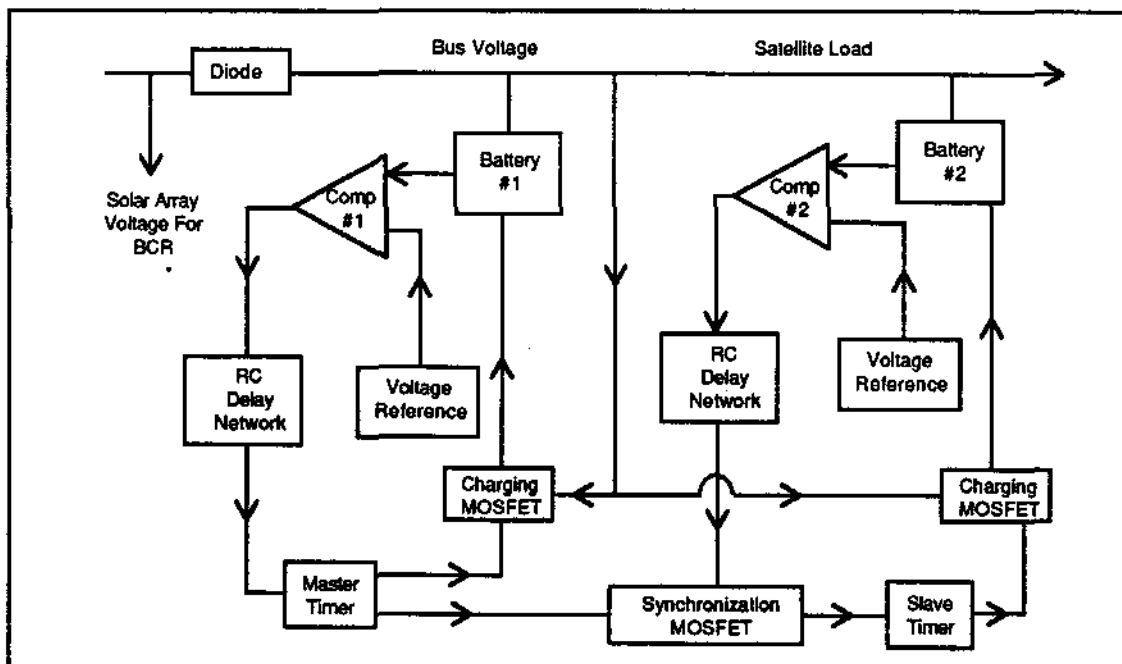 Bus Voltage
Satellite Load
Diode
Battery
#1
Battery
#2
Comp
#1
Comp
#2
Solar Array
Voltage For
BCR
RC
Delay
Network
Voltage
Reference
RC
Delay
Network
Voltage
Reference
Charging
MOSFET
Charging
MOSFET
Master
Timer
Synchronization
MOSFET
Slave
Timer